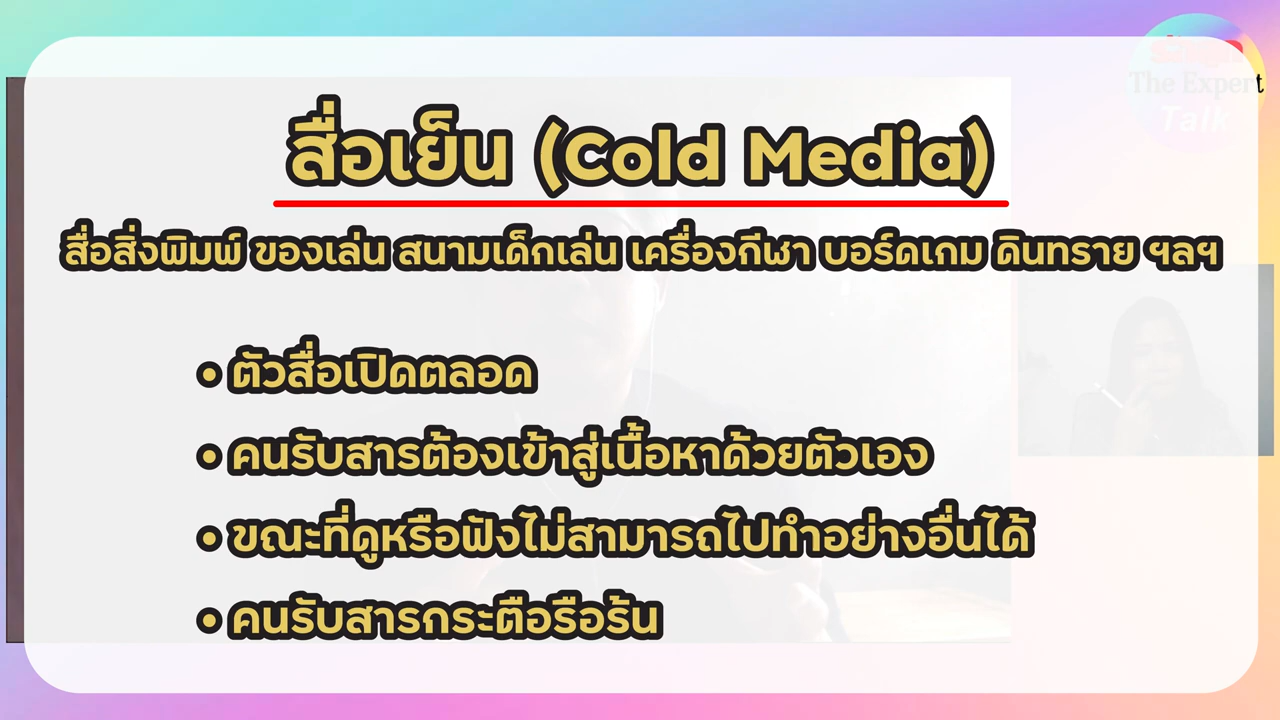 The Expert
Talk
สื่อเย็น (Cold Media)
สื่อสิ่งพิมพ์ ของเล่น สนามเด็กเล่น เครื่องกีฬา บอร์ดเกม ดินทราย ฯลฯ
• ตัวสื่อเปิดตลอด
• คนรับสารต้องเข้าสู่เนื้อหาด้วยตัวเอง
• ขณะที่ดูหรือฟังไม่สามารถไปทำอย่างอื่นได้
• คนรับสารกระตือรือร้น